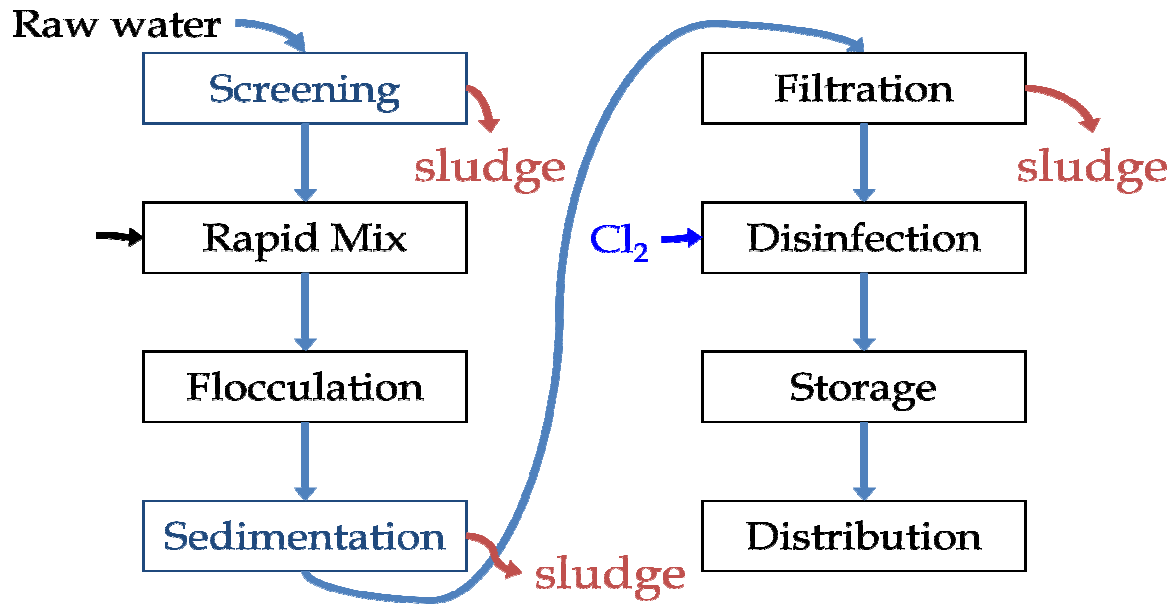 Raw water
Screening
sludge
Rapid Mix
Flocculation
Sedimentation
sludge
Filtration
sludge
Cl₂
Disinfection
Storage
Distribution